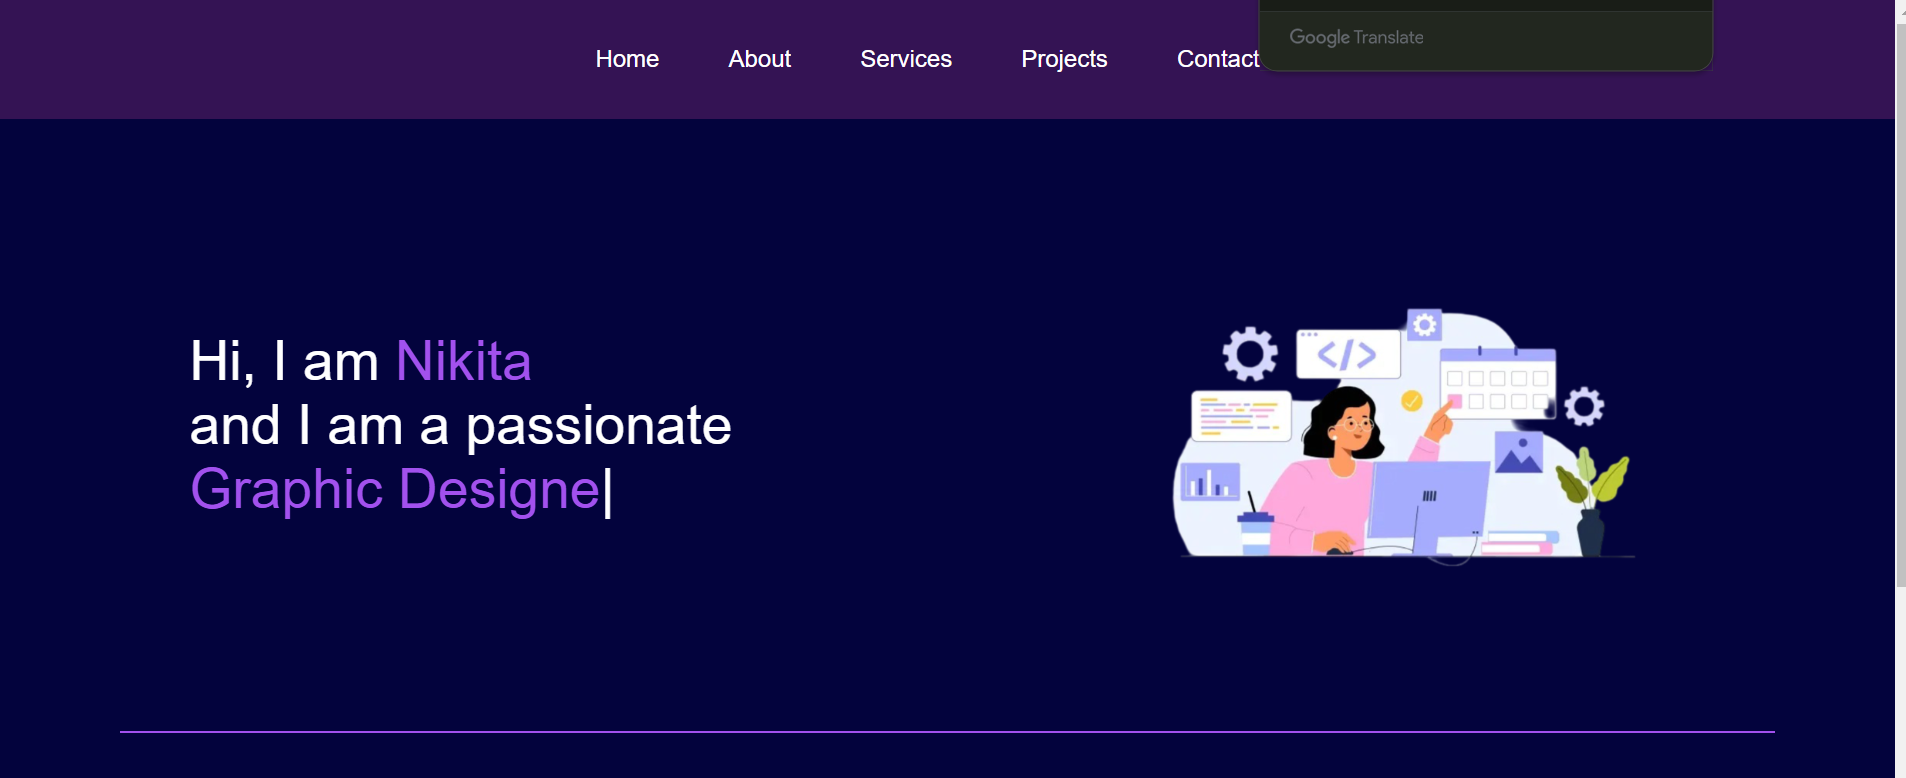 Home About Services Projects Contact
Google Translate
Hi, I am Nikita
and I am a passionate
Graphic Designe|
</>